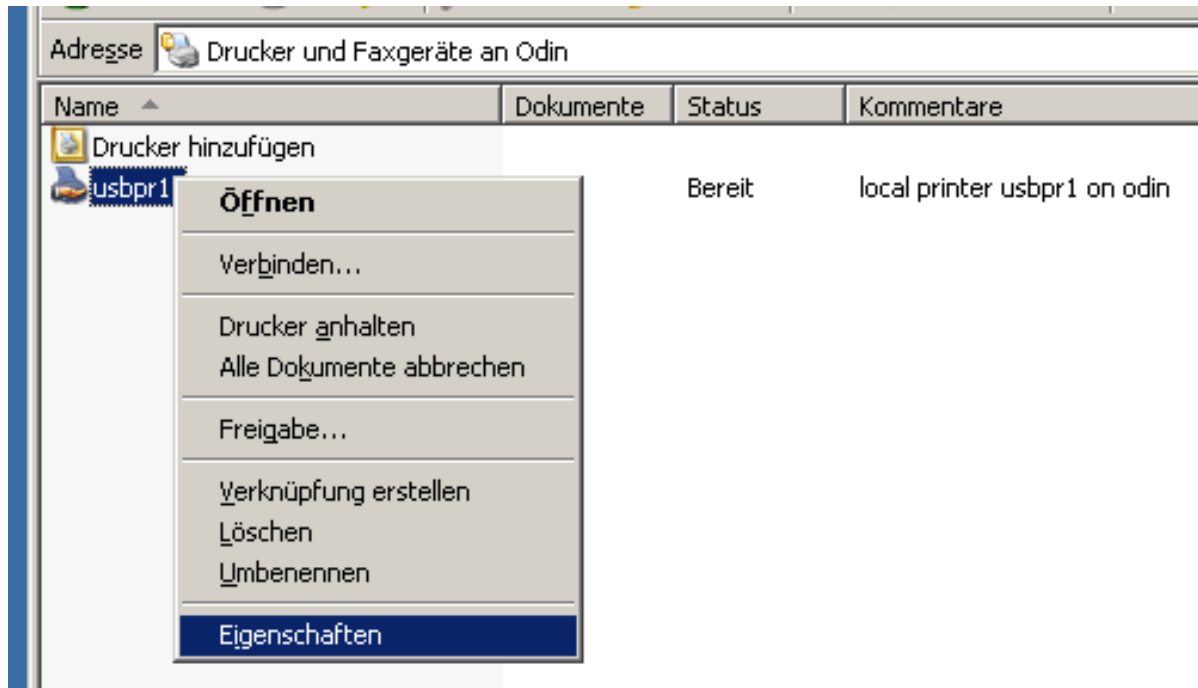 Adresse Drucker und Faxgeräte an Odin
Name Dokumente Status Kommentare
Drucker hinzufügen
usbpr1 Bereit local printer usbpr1 on odin
Öffnen
Verbinden...
Drucker anhalten
Alle Dokumente abbrechen
Freigabe...
Verknüpfung erstellen
Löschen
Umbenennen
Eigenschaften